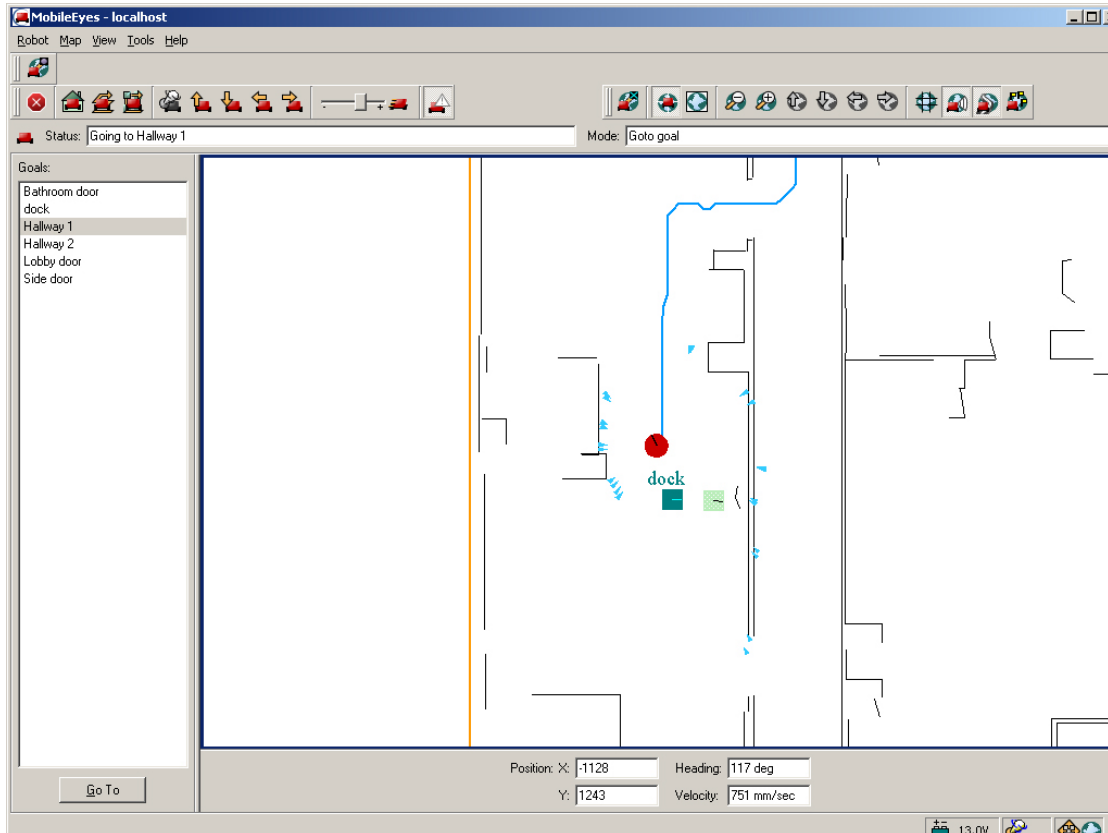 MobileEyes - localhost
Robot Map View Tools Help
Status: Going to Hallway 1 Mode: Goto goal
Goals:
Bathroom door
dock
Hallway 1
Hallway 2
Lobby door
Side door
dock
Go To
Position: X: -1128 Heading: 117 deg
Y: 1243 Velocity: 751 mm/sec
13.0V